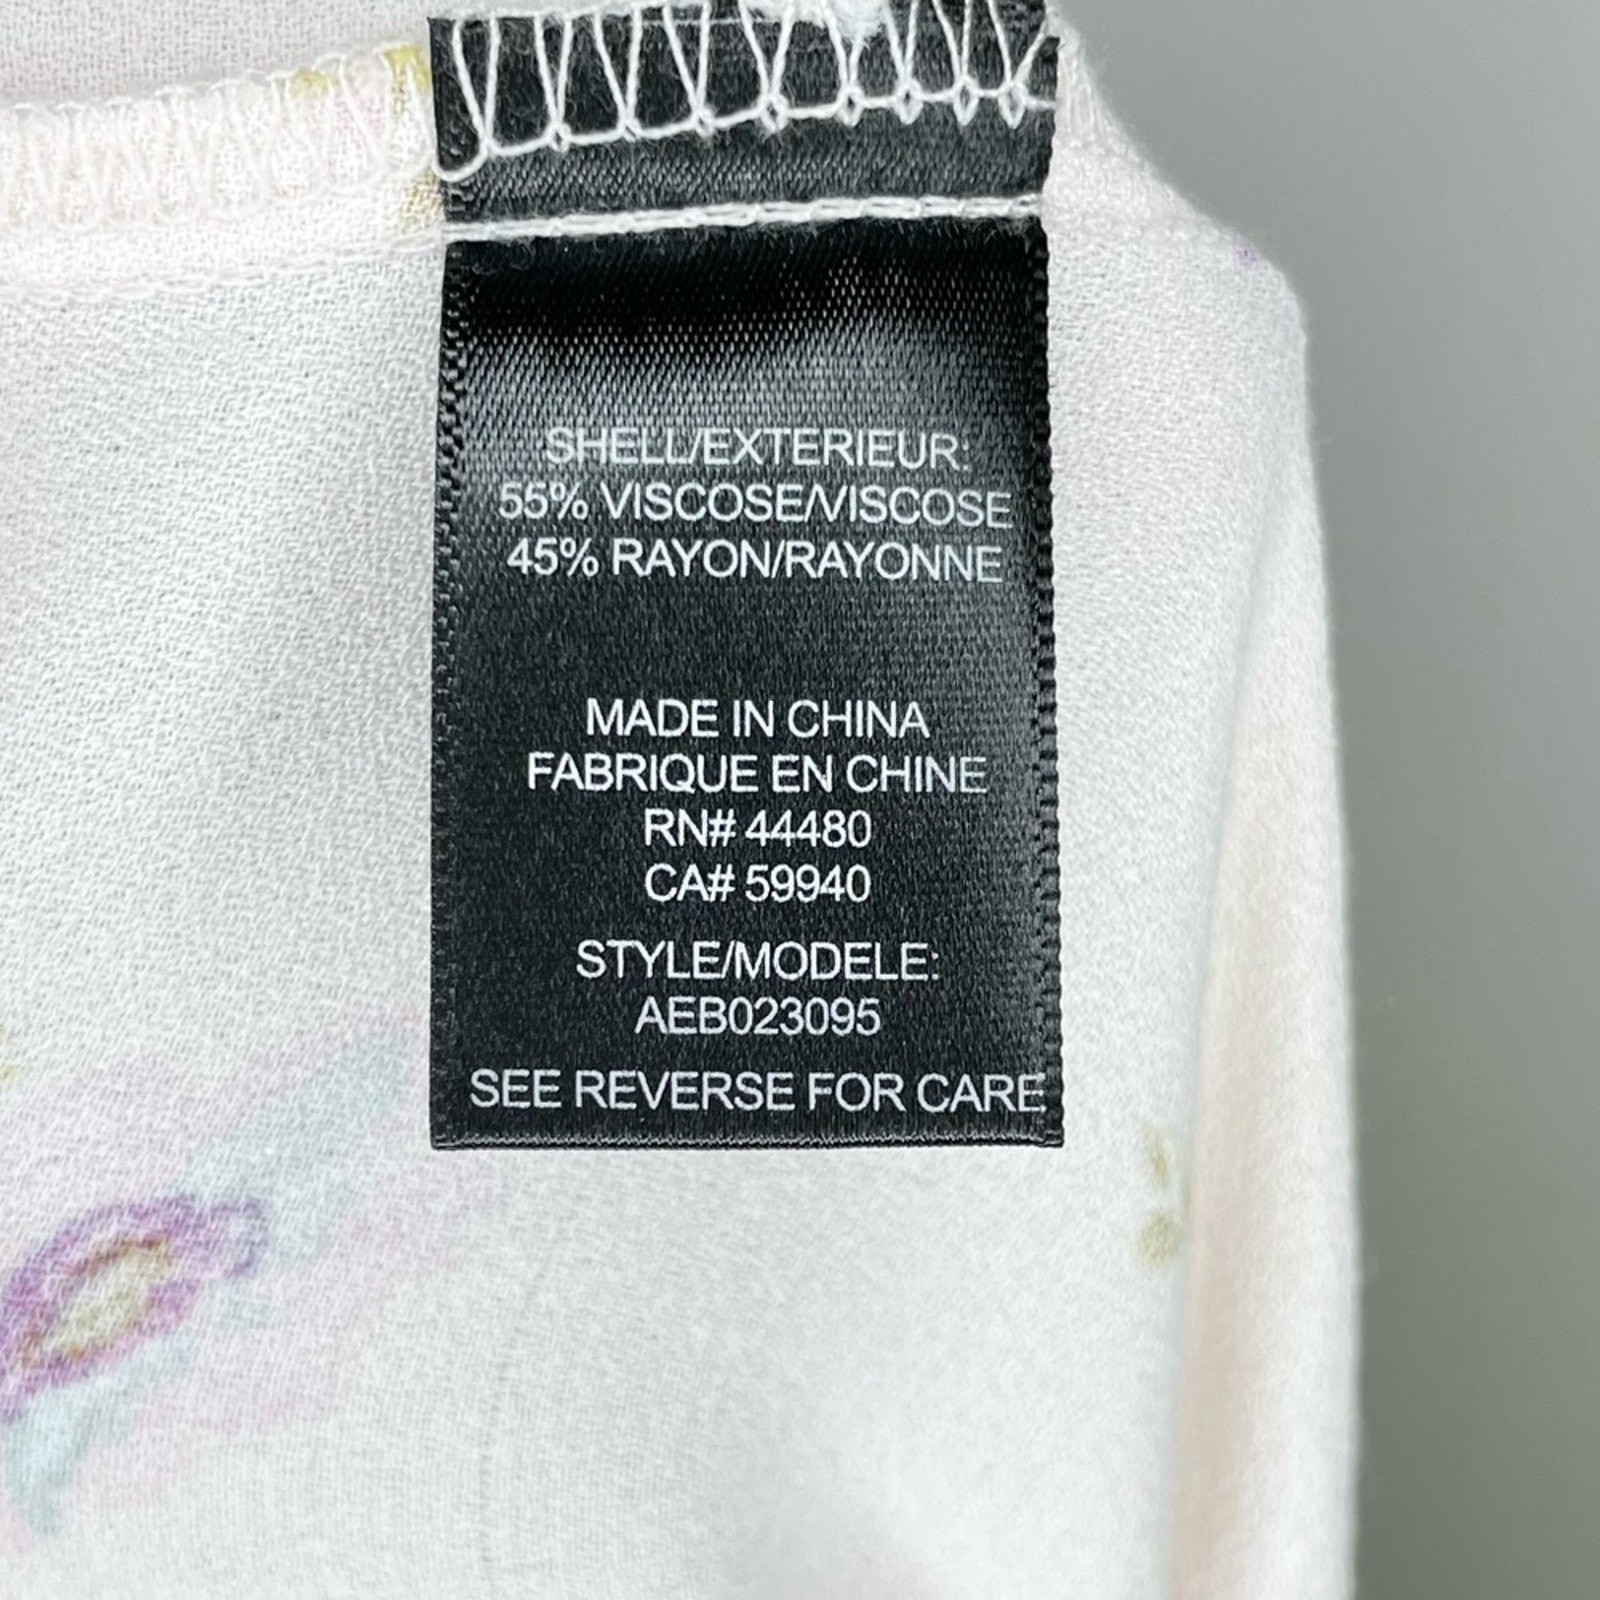 SHELL/EXTERIEUR:
55% VISCOSE/VISCOSE
45% RAYON/RAYONNE
MADE IN CHINA
FABRIQUE EN CHINE
RN# 44480
CA# 59940
STYLE/MODELE:
AEB023095
SEE REVERSE FOR CARE